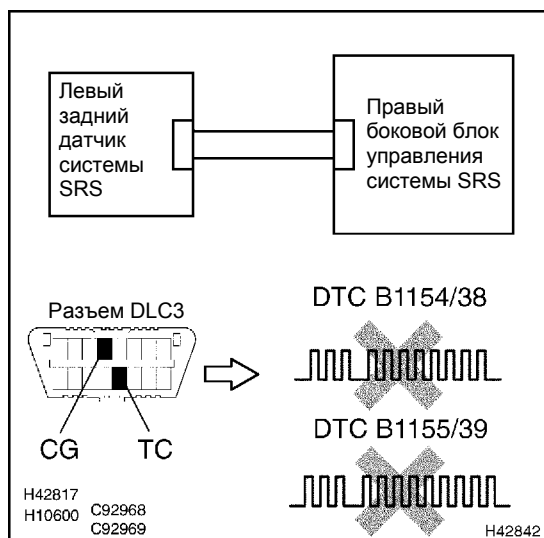 Левый
задний
датчик
системы
SRS
Правый
боковой блок
управления
системы SRS
Разъем DLC3
CG
TC
DTC B1154/38
DTC B1155/39
H42817
H10600
C92968
C92969
H42842